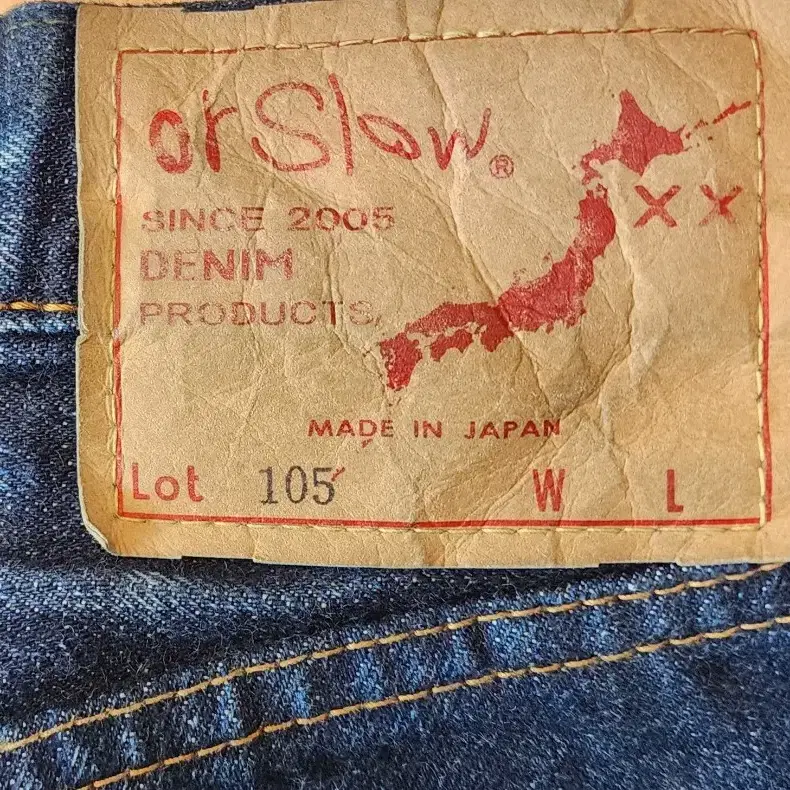 orSlow®
XX
SINCE 2005
DENIM
PRODUCTS,
MADE IN JAPAN
Lot 105 W L